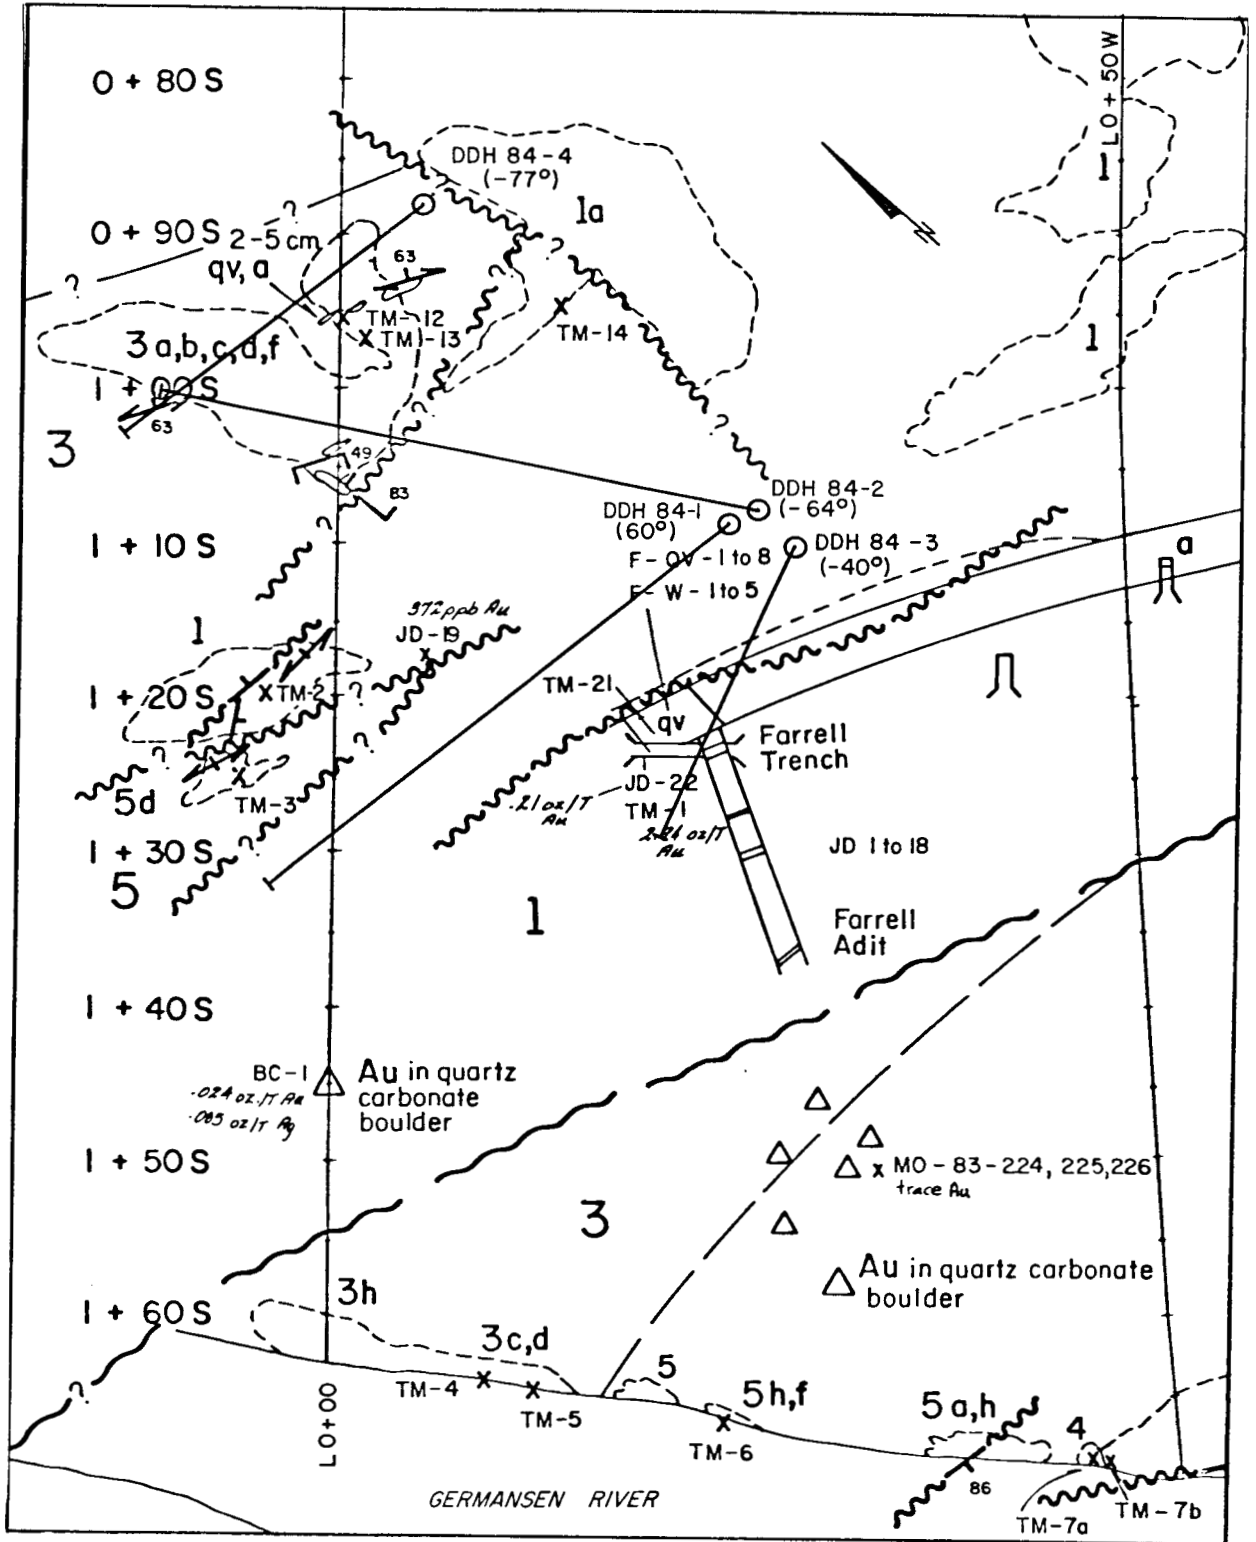 0 + 80 S
L 0 + 50 W
DDH 84 - 4
(-77°)
1
1a
?
0 + 90 S
2-5 cm
qv, a
63
?
?
?
TM-12
TM-13
TM-14
1
3 a,b,c,d,f
1 + 00 S
63
?
?
3
49
83
DDH 84-2
(-64°)
DDH 84-1
(60°)
?
1 + 10 S
F- QV - 1 to 8
DDH 84 -3
(-40°)
a
F- W - 1 to 5
372 ppb Au
JD - 19
1
TM-21
1 + 20 S
TM-2
?
qv
Farrell
Trench
?
?
5d
TM-3
JD-22
.21 oz/T
Au
TM-1
oz/T
Au
?
1 + 30 S
JD 1 to 18
5
1
Farrell
Adit
1 + 40 S
BC-1
.024 oz./T Au
.085 oz/T Ag
Au in quartz
carbonate
boulder
1 + 50 S
MO - 83 - 224, 225, 226
trace Au
3
Au in quartz carbonate
boulder
3h
1 + 60 S
3c,d
5
TM-4
TM-5
5h,f
5a,h
4
?
L 0+00
TM-6
86
GERMANSEN RIVER
TM-7a
TM-7b